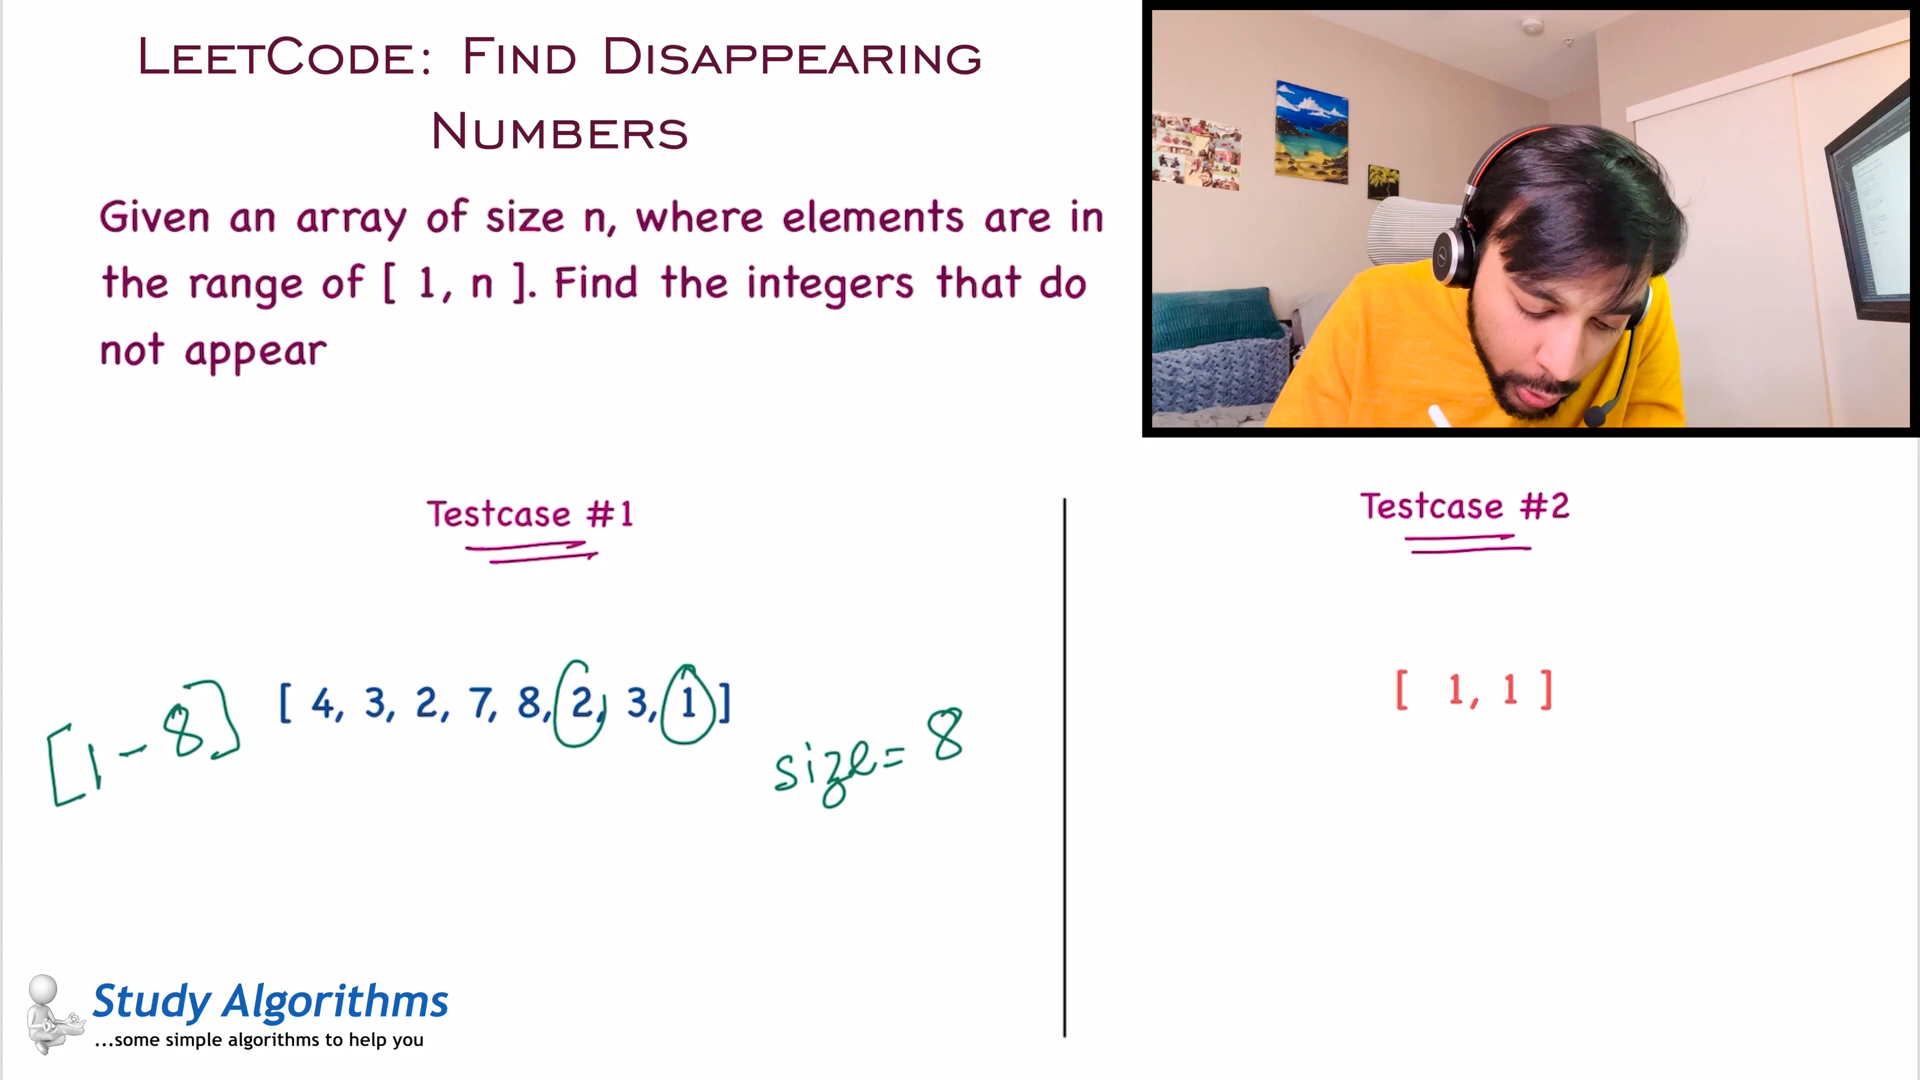 LEETCODE: FIND DISAPPEARING
NUMBERS
Given an array of size n, where elements are in
the range of [ 1, n ]. Find the integers that do
not appear
Testcase #1
Testcase #2
[1-8]
[ 4, 3, 2, 7, 8, 2, 3, 1 ]
size= 8
[ 1, 1 ]
Study Algorithms
...some simple algorithms to help you